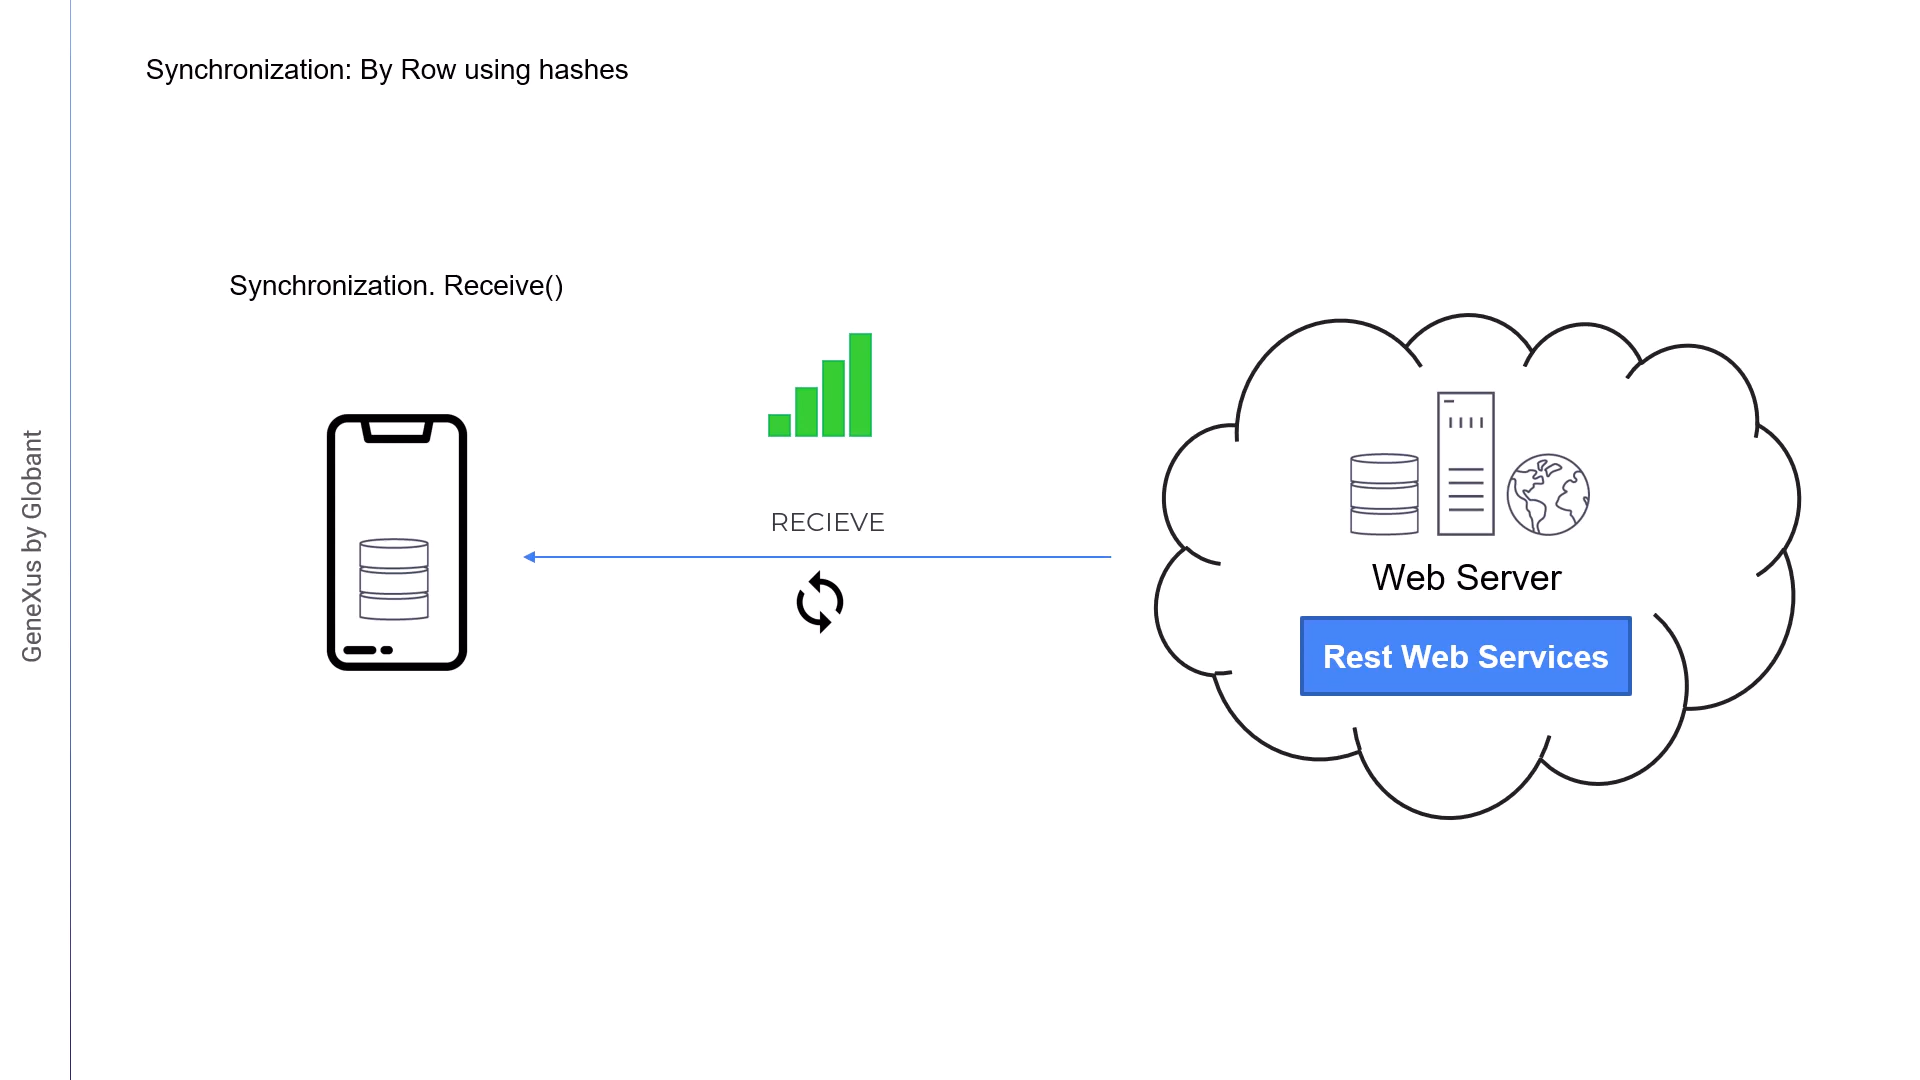 Synchronization: By Row using hashes
Synchronization. Receive()
RECIEVE
Web Server
Rest Web Services
GeneXus by Globant